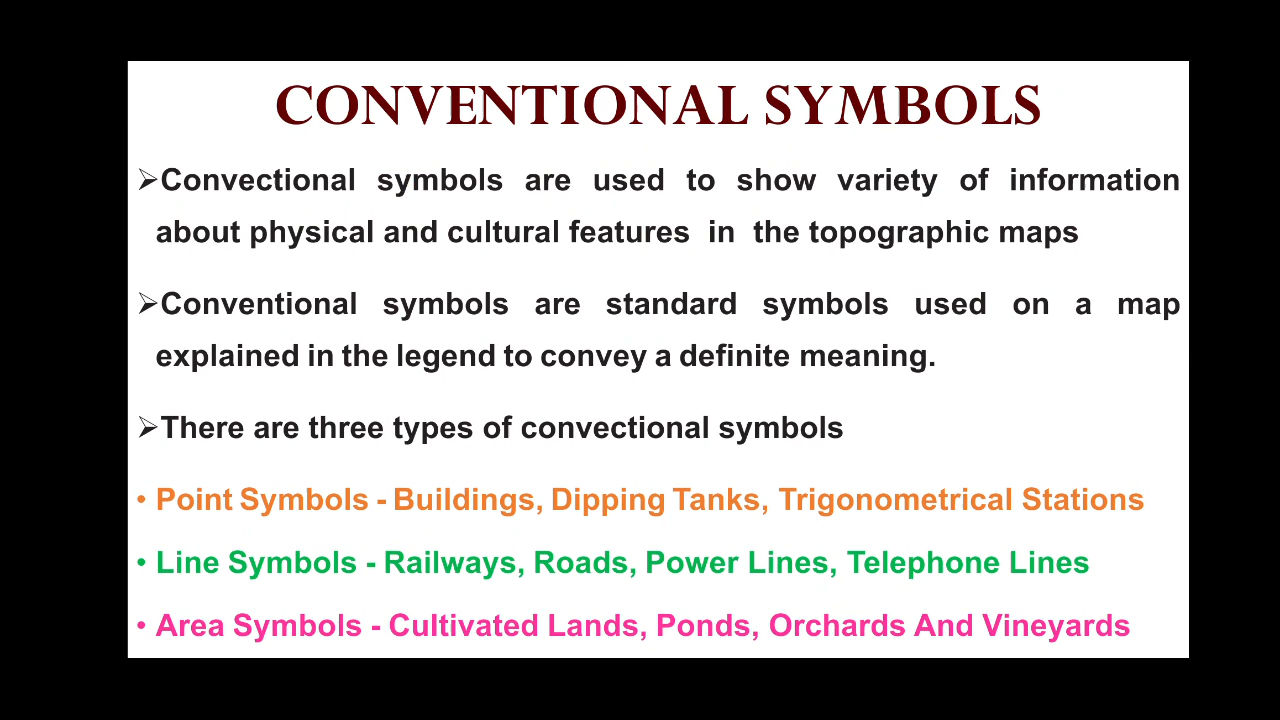 CONVENTIONAL SYMBOLS
➢Convectional symbols are used to show variety of information
about physical and cultural features in the topographic maps
➢Conventional symbols are standard symbols used on a map
explained in the legend to convey a definite meaning.
➢There are three types of convectional symbols
• Point Symbols - Buildings, Dipping Tanks, Trigonometrical Stations
• Line Symbols - Railways, Roads, Power Lines, Telephone Lines
• Area Symbols - Cultivated Lands, Ponds, Orchards And Vineyards